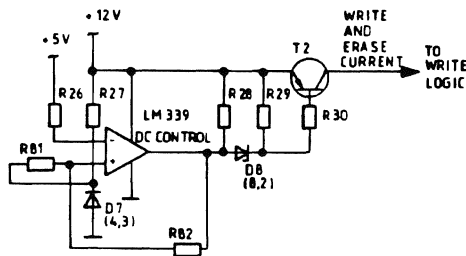 WRITE
AND
ERASE
CURRENT
TO
WRITE
LOGIC
+12V
+5V
T2
R26
R27
LM 339
DC CONTROL
R28
R29
R30
R81
-
+
D7
(4,3)
D8
(8,2)
R82